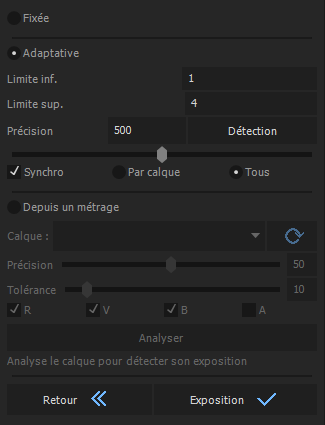 Fixée
Adaptative
Limite inf. 1
Limite sup. 4
Précision 500 Détection
Synchro Par calque Tous
Depuis un métrage
Calque :
Précision 50
Tolérance 10
R V B A
Analyser
Analyse le calque pour détecter son exposition
Retour Exposition